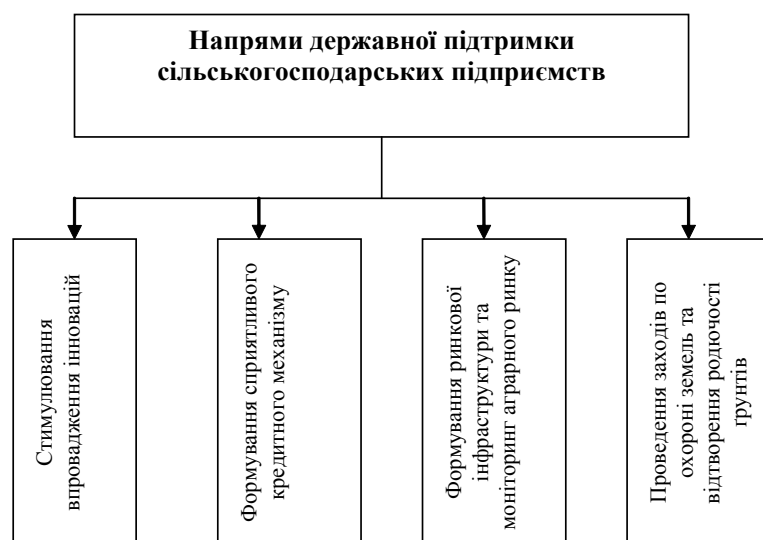 Напрями державної підтримки
сільськогосподарських підприємств
Стимулювання
впровадження інновацій
Формування сприятливого
кредитного механізму
Формування ринкової
інфраструктури та
моніторинг аграрного ринку
Проведення заходів по
охороні земель та
відтворення родючості
ґрунтів